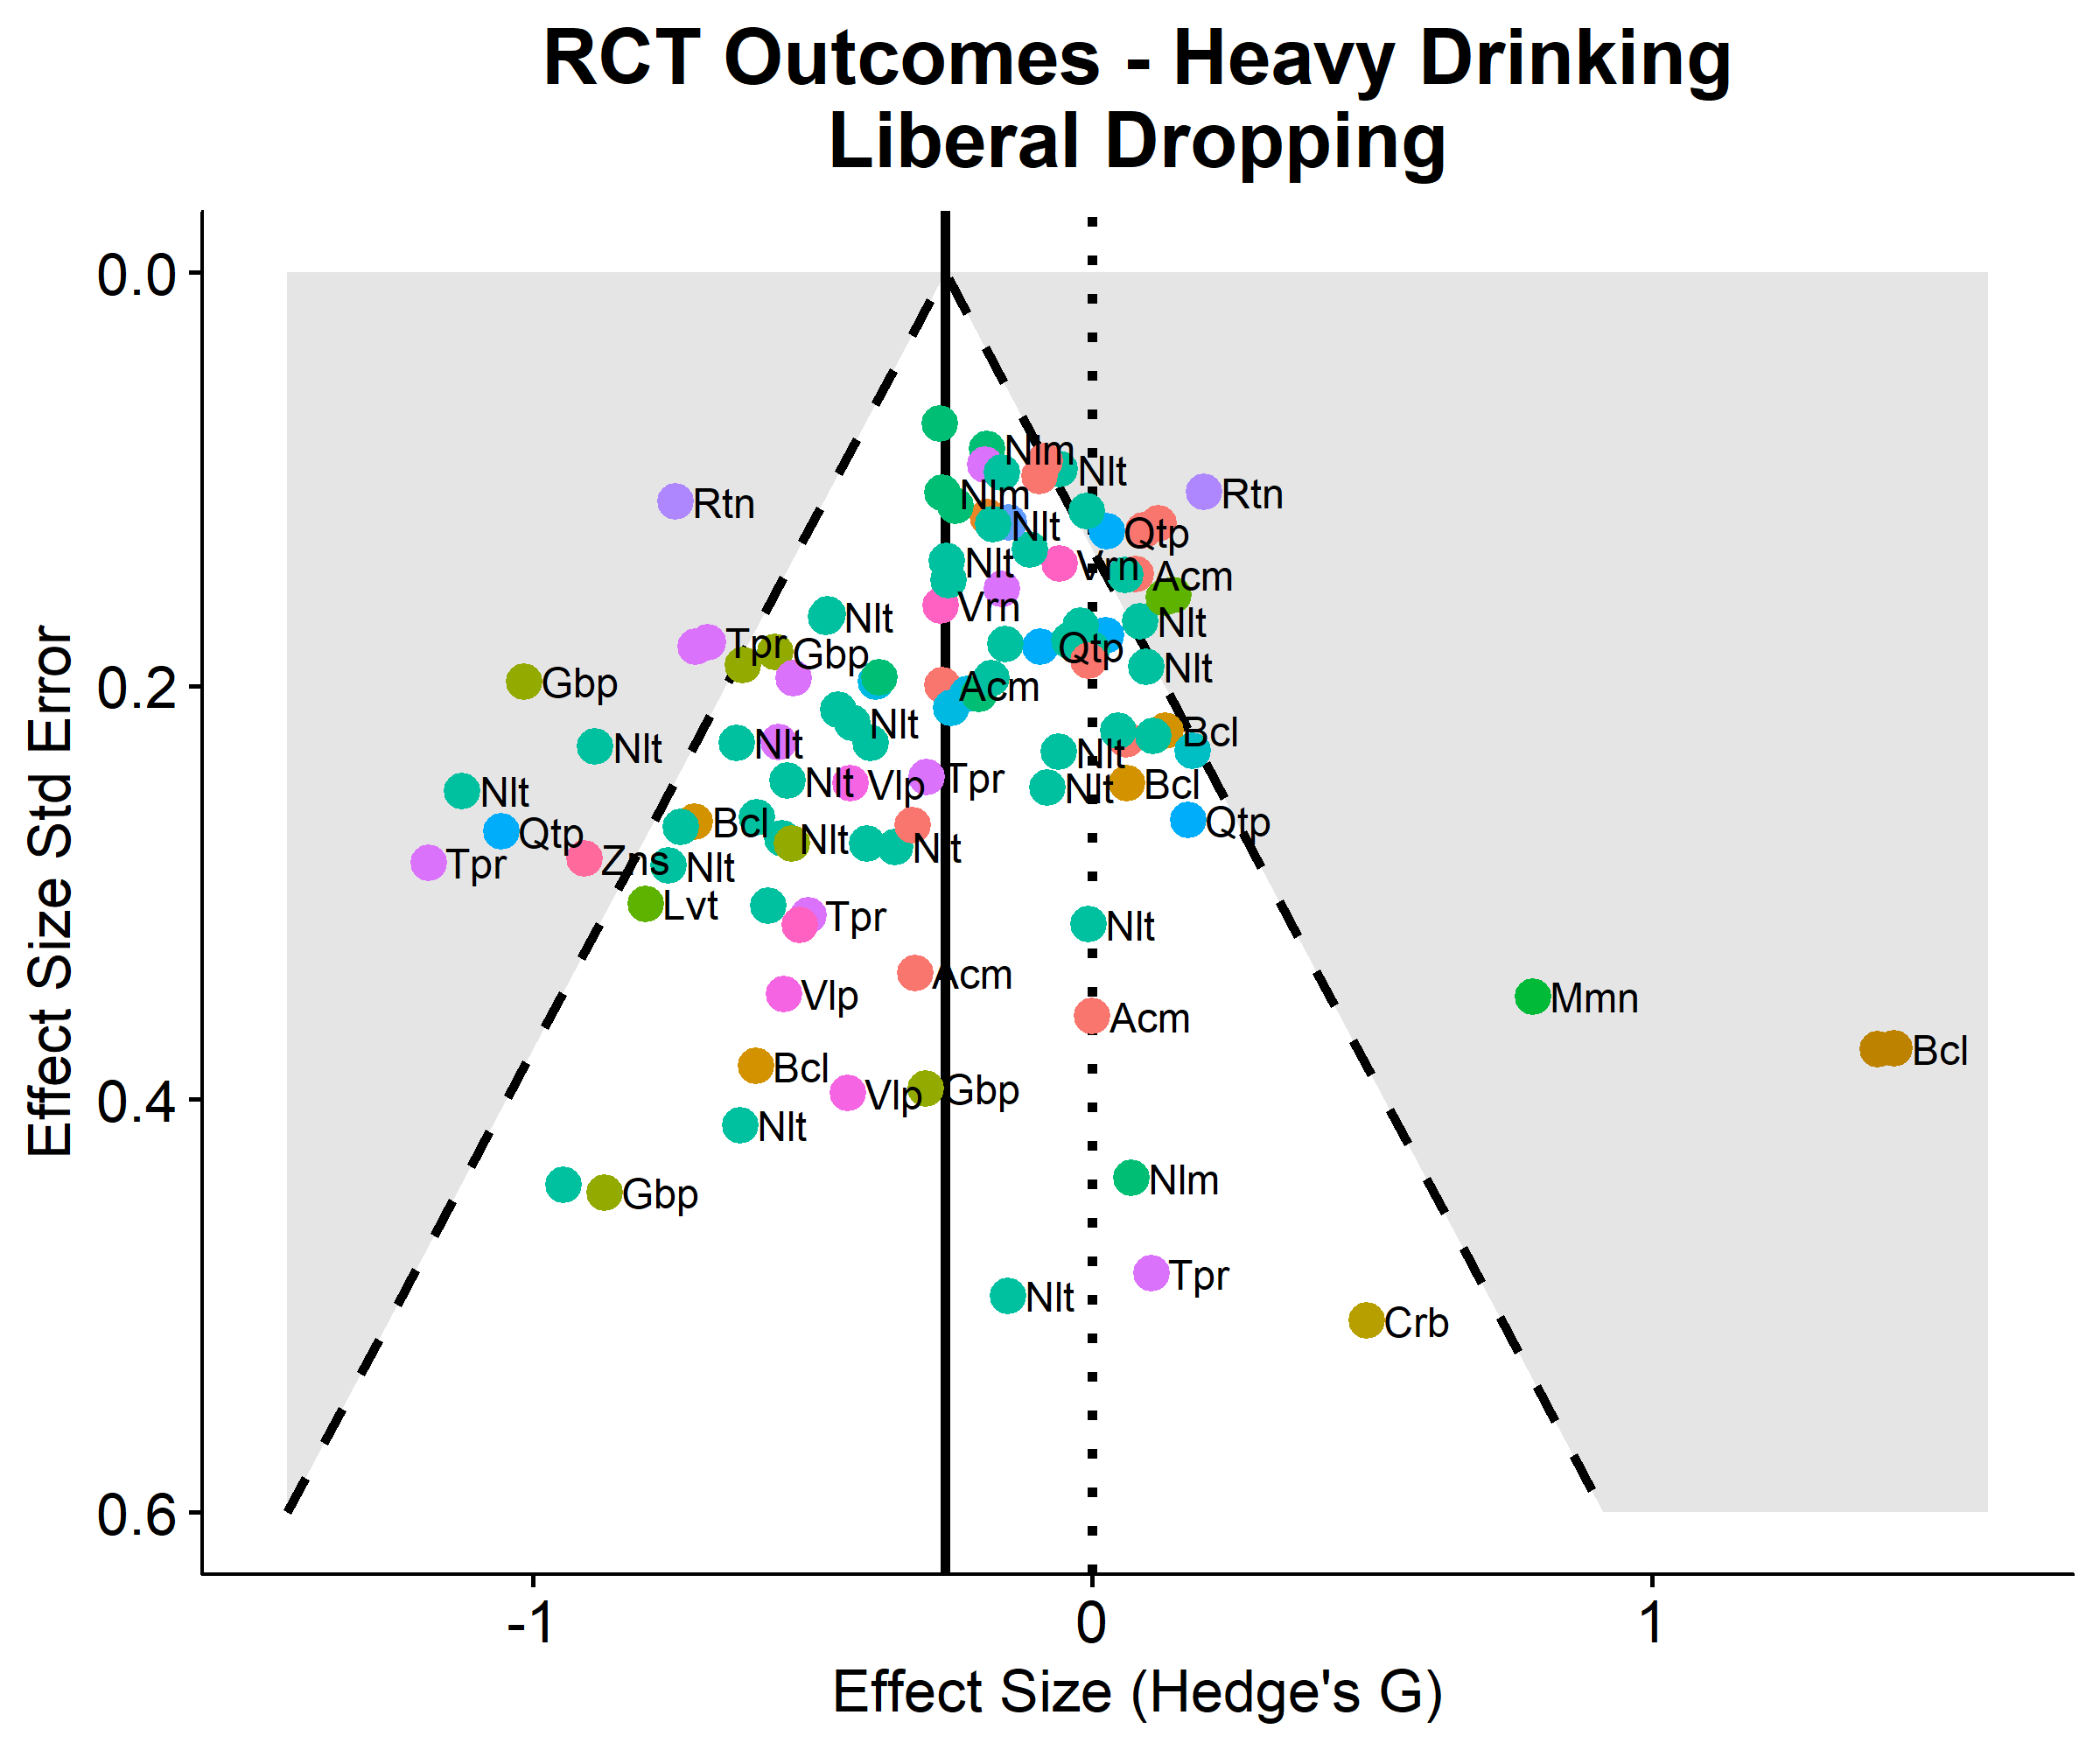 RCT Outcomes - Heavy Drinking
Liberal Dropping
Effect Size Std Error
0.0
0.2
0.4
0.6
Nlm
Nlt
Rtn
Nlm
Rtn
Nlt
Qtp
Nlt
Vrn
Acm
Vrn
Nlt
Nlt
Tpr
Gbp
Qtp
Nlt
Gbp
Acm
Nlt
Bcl
Nlt
Nlt
Nlt
Nlt
Vlp
Tpr
Nlt
Bcl
Nlt
Qtp
Bcl
Nlt
Nlt
Qtp
Tpr
Zns
Nlt
Lvt
Tpr
Nlt
Acm
Vlp
Mmn
Acm
Bcl
Bcl
Vlp
Gbp
Nlt
Gbp
Nlm
Tpr
Nlt
Crb
-1
0
1
Effect Size (Hedge's G)